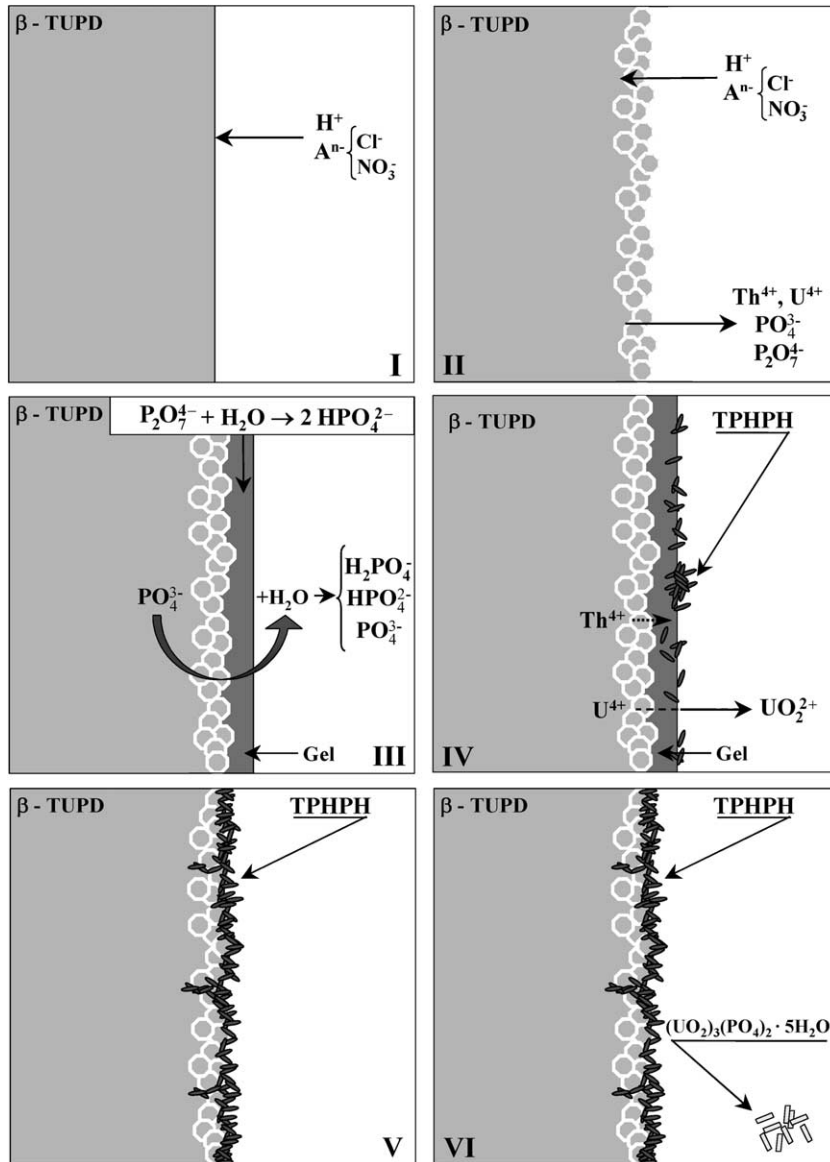 β - TUPD
H⁺
Aⁿ⁻ { Cl⁻
NO₃⁻
I
β - TUPD
H⁺
Aⁿ⁻ { Cl⁻
NO₃⁻
Th⁴⁺, U⁴⁺
PO₄³⁻
P₂O₇⁴⁻
II
β - TUPD
P₂O₇⁴⁻ + H₂O → 2 HPO₄²⁻
H₂PO₄⁻
PO₄³⁻ +H₂O → { HPO₄²⁻
PO₄³⁻
Gel
III
β - TUPD
TPHPH
Th⁴⁺
U⁴⁺ UO₂²⁺
Gel
IV
β - TUPD
TPHPH
V
β - TUPD
TPHPH
(UO₂)₃(PO₄)₂ · 5H₂O
VI